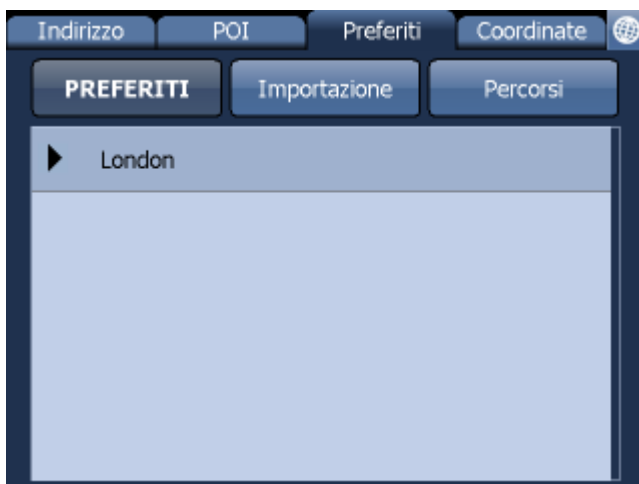 Indirizzo POI Preferiti Coordinate
PREFERITI Importazione Percorsi
London